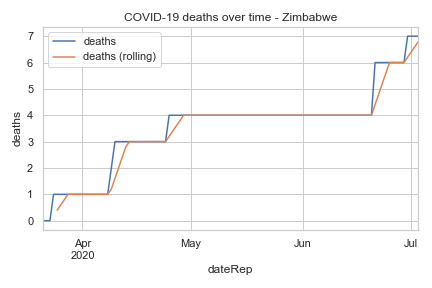 COVID-19 deaths over time - Zimbabwe
deaths
deaths (rolling)
deaths
7
6
5
4
3
2
1
0
Apr
2020
May
Jun
Jul
dateRep